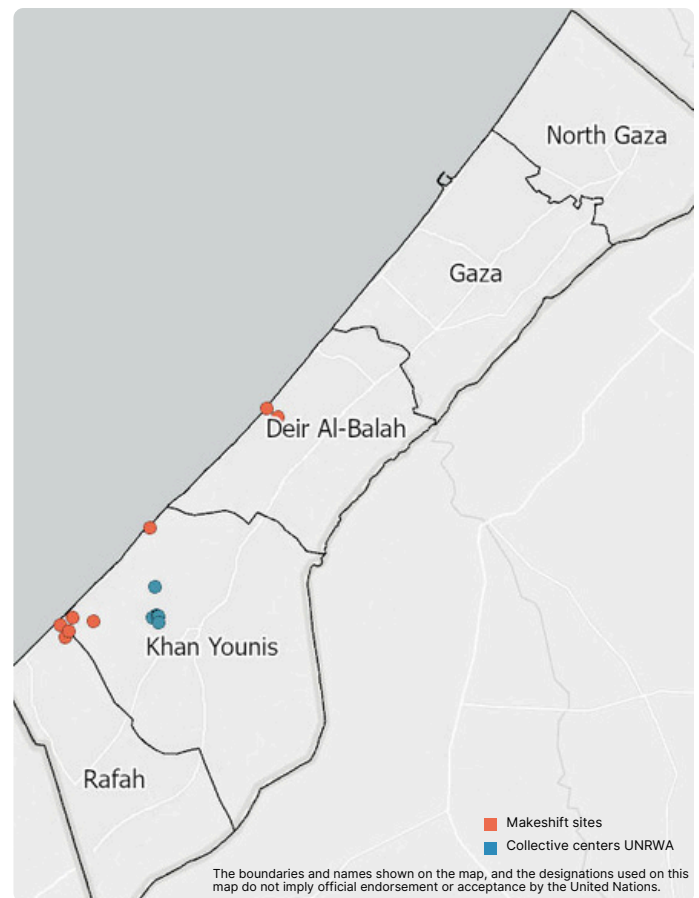 North Gaza
Gaza
Deir Al-Balah
Khan Younis
Rafah
Makeshift sites
Collective centers UNRWA
The boundaries and names shown on the map, and the designations used on this
map do not imply official endorsement or acceptance by the United Nations.